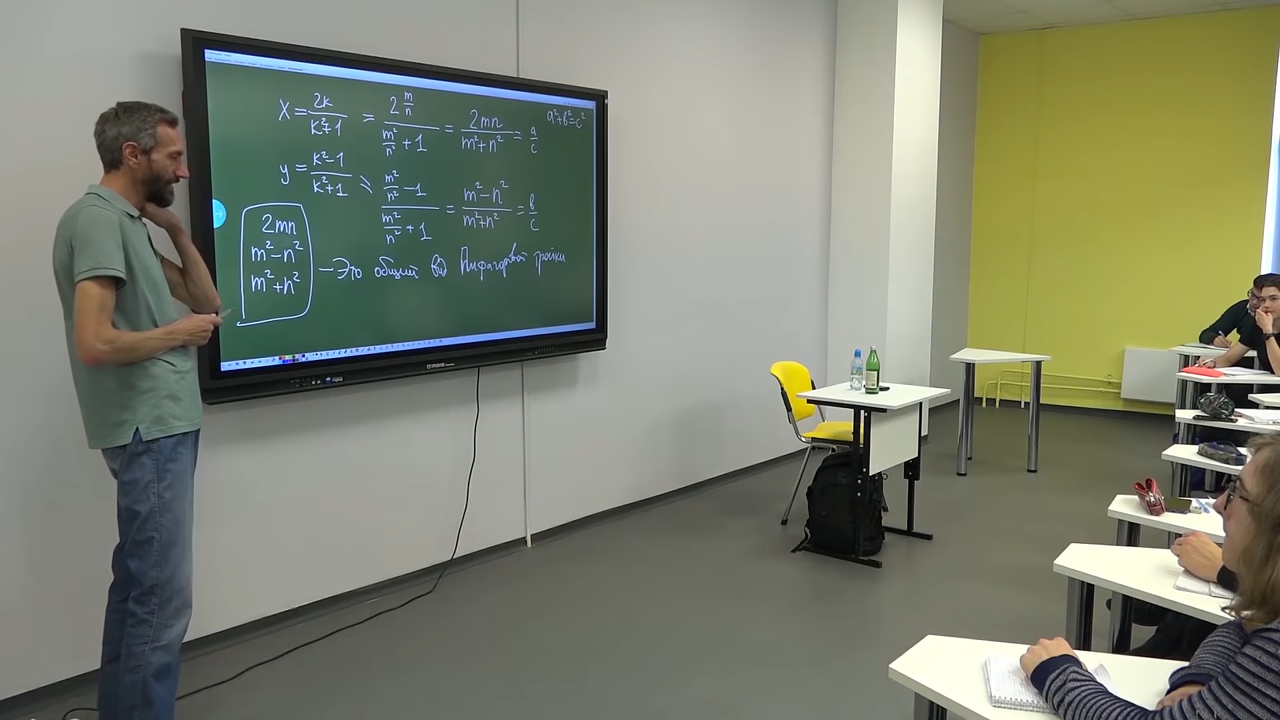 x = 2k/(k²+1) = 2 m/n / (m²/n² + 1) = 2mn/(m²+n²) = a/c
a²+b²=c²
y = (k²-1)/(k²+1) = (m²/n² - 1)/(m²/n² + 1) = (m²-n²)/(m²+n²) = b/c
2mn
m²-n²
m²+n²
- Это общий вид Пифагоровой тройки